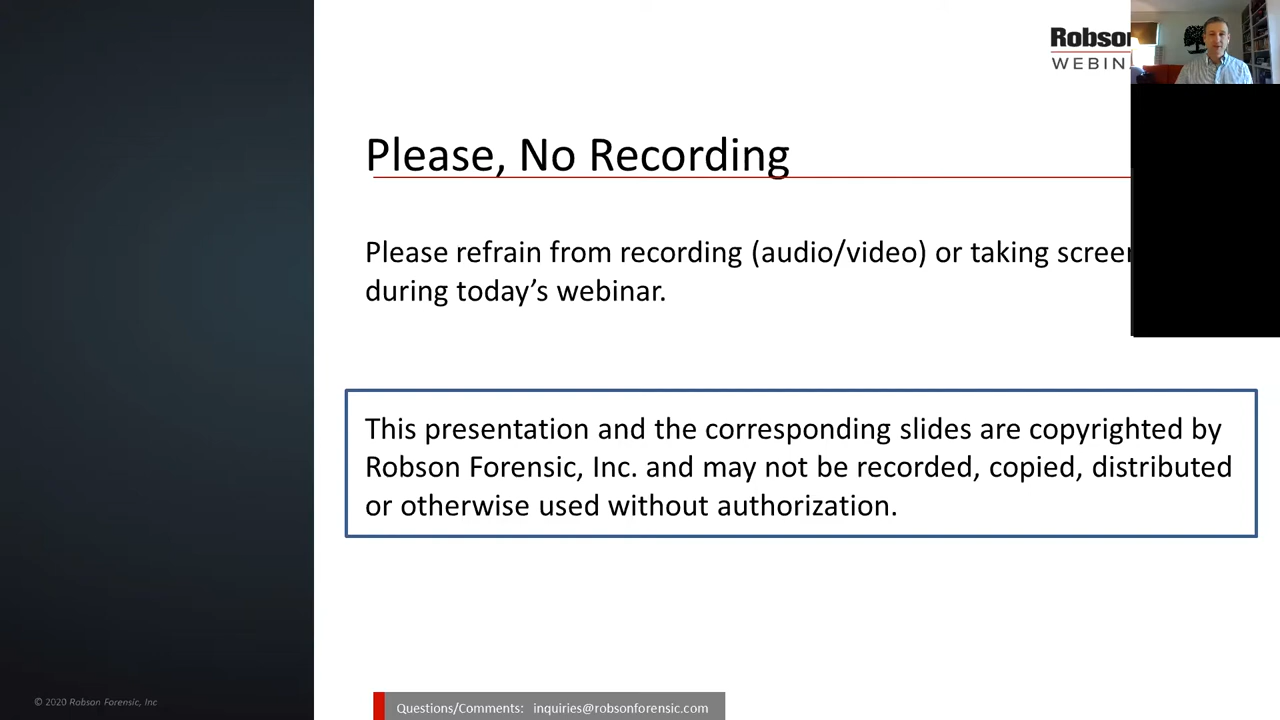 Robson
WEBIN
Please, No Recording
Please refrain from recording (audio/video) or taking
during today’s webinar.
This presentation and the corresponding slides are copyrighted by
Robson Forensic, Inc. and may not be recorded, copied, distributed
or otherwise used without authorization.
© 2020 Robson Forensic, Inc
Questions/Comments: inquiries@robsonforensic.com